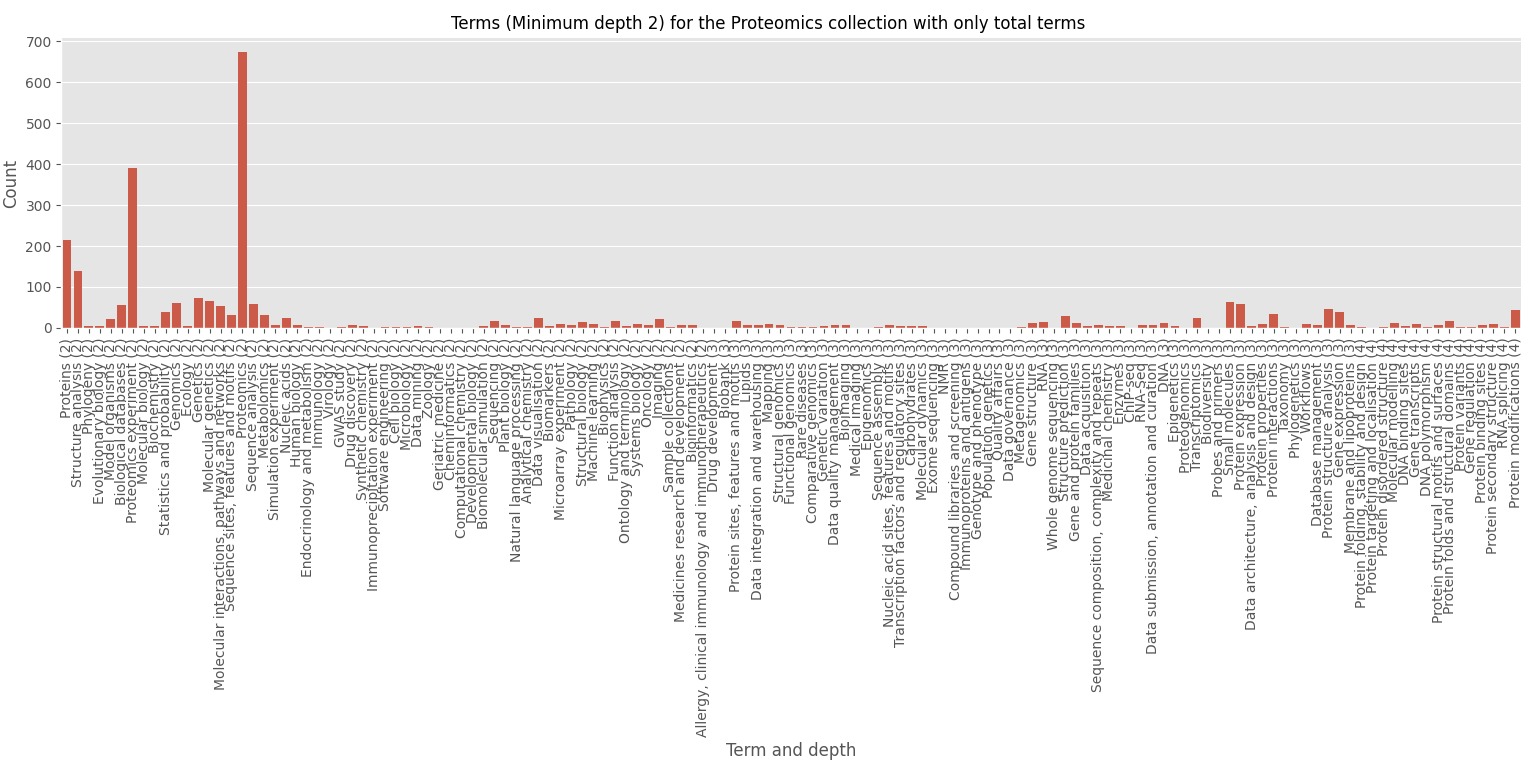 Terms (Minimum depth 2) for the Proteomics collection with only total terms
Count
700
600
500
400
300
200
100
0
Proteins (2)
Structure analysis (2)
Phylogeny (2)
Evolutionary biology (2)
Model organisms (2)
Biological databases (2)
Proteomics experiment (2)
Molecular biology (2)
Biochemistry (2)
Statistics and probability (2)
Genomics (2)
Ecology (2)
Genetics (2)
Molecular genetics (2)
Molecular interactions, pathways and networks (2)
Sequence sites, features and motifs (2)
Proteomics (2)
Sequence analysis (2)
Metabolomics (2)
Simulation experiment (2)
Nucleic acids (2)
Human biology (2)
Endocrinology and metabolism (2)
Immunology (2)
Virology (2)
GWAS study (2)
Drug discovery (2)
Synthetic chemistry (2)
Immunoprecipitation experiment (2)
Software engineering (2)
Cell biology (2)
Microbiology (2)
Data mining (2)
Zoology (2)
Geriatric medicine (2)
Cheminformatics (2)
Computational chemistry (2)
Developmental biology (2)
Biomolecular simulation (2)
Sequencing (2)
Plant biology (2)
Natural language processing (2)
Analytical chemistry (2)
Data visualisation (2)
Biomarkers (2)
Microarray experiment (2)
Pathology (2)
Structural biology (2)
Machine learning (2)
Biophysics (2)
Function analysis (2)
Ontology and terminology (2)
Systems biology (2)
Oncology (2)
Imaging (2)
Sample collections (2)
Medicines research and development (2)
Bioinformatics (2)
Allergy, clinical immunology and immunotherapeutics (2)
Drug development (3)
Biobank (3)
Protein sites, features and motifs (3)
Lipids (3)
Data integration and warehousing (3)
Mapping (3)
Structural genomics (3)
Functional genomics (3)
Rare diseases (3)
Comparative genomics (3)
Genetic variation (3)
Data quality management (3)
Bioimaging (3)
Medical imaging (3)
Epigenomics (3)
Sequence assembly (3)
Nucleic acid sites, features and motifs (3)
Transcription factors and regulatory sites (3)
Carbohydrates (3)
Molecular dynamics (3)
Exome sequencing (3)
NMR (3)
Compound libraries and screening (3)
Immunoproteins and antigens (3)
Genotype and phenotype (3)
Population genetics (3)
Quality affairs (3)
Data governance (3)
Metagenomics (3)
Gene structure (3)
RNA (3)
Whole genome sequencing (3)
Structure prediction (3)
Gene and protein families (3)
Data acquisition (3)
Sequence composition, complexity and repeats (3)
Medicinal chemistry (3)
Enzymes (3)
ChIP-seq (3)
RNA-Seq (3)
Data submission, annotation and curation (3)
DNA (3)
Epigenetics (3)
Proteogenomics (3)
Transcriptomics (3)
Biodiversity (3)
Probes and primers (3)
Small molecules (3)
Protein expression (3)
Data architecture, analysis and design (3)
Protein properties (3)
Protein interactions (3)
Taxonomy (3)
Phylogenetics (3)
Workflows (3)
Database management (3)
Protein structure analysis (3)
Gene expression (3)
Membrane and lipoproteins (3)
Protein folding, stability and design (4)
Protein targeting and localisation (4)
Protein disordered structure (4)
Molecular modelling (4)
DNA binding sites (4)
Gene transcripts (4)
DNA polymorphism (4)
Protein structural motifs and surfaces (4)
Protein folds and structural domains (4)
Protein variants (4)
Gene regulation (4)
Protein binding sites (4)
Protein secondary structure (4)
RNA splicing (4)
Protein modifications (4)
Term and depth